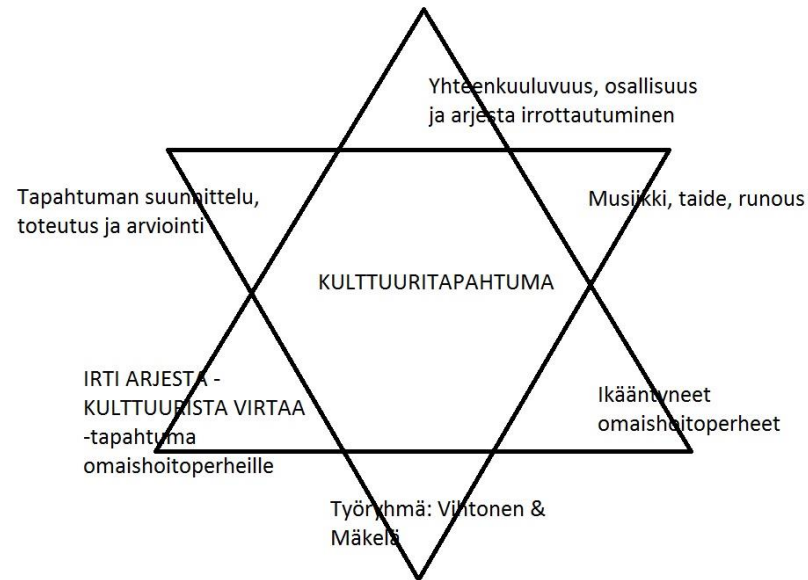 Yhteenkuuluvuus, osallisuus
ja arjesta irrottautuminen
Tapahtuman suunnittelu,
toteutus ja arviointi
Musiikki, taide, runous
KULTTUURITAPAHTUMA
IRTI ARJESTA -
KULTTUURISTA VIRTAA
-tapahtuma
omaishoitoperheille
Ikääntyneet
omaishoitoperheet
Työryhmä: Vihtonen &
Mäkelä